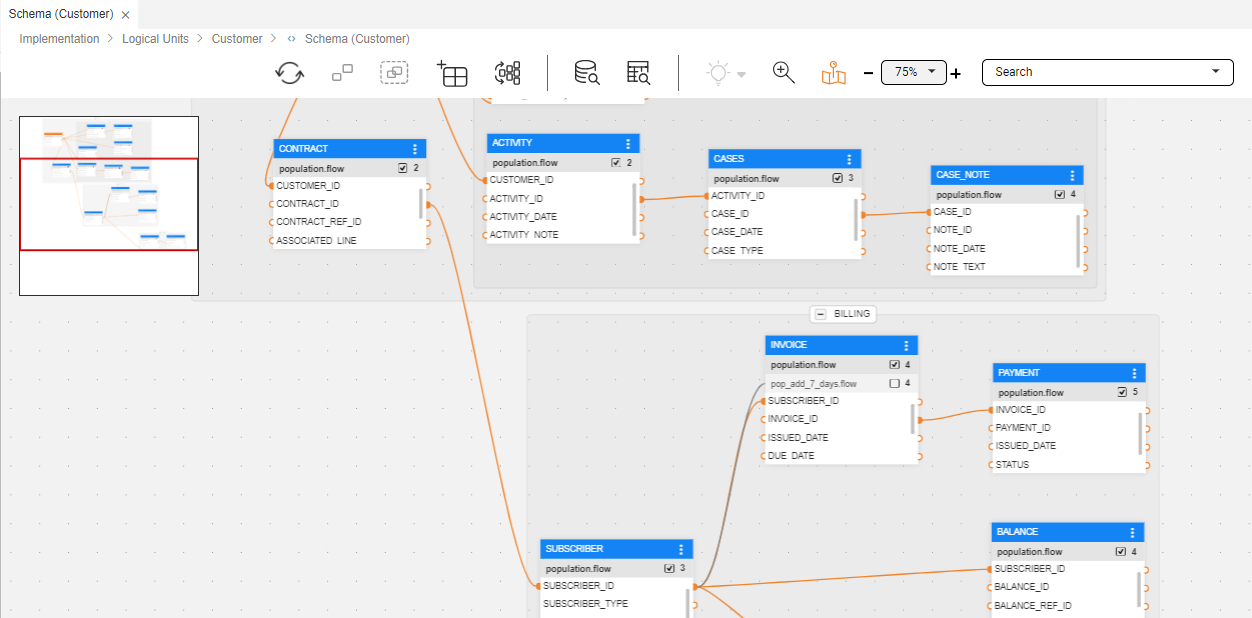 Schema (Customer) ×
Implementation > Logical Units > Customer > <> Schema (Customer)
75%
Search
CONTRACT
population.flow 2
CUSTOMER_ID
CONTRACT_ID
CONTRACT_REF_ID
ASSOCIATED_LINE
ACTIVITY
population.flow 2
CUSTOMER_ID
ACTIVITY_ID
ACTIVITY_DATE
ACTIVITY_NOTE
CASES
population.flow 3
ACTIVITY_ID
CASE_ID
CASE_DATE
CASE_TYPE
CASE_NOTE
population.flow 4
CASE_ID
NOTE_ID
NOTE_DATE
NOTE_TEXT
BILLING
INVOICE
population.flow 4
pop_add_7_days.flow 4
SUBSCRIBER_ID
INVOICE_ID
ISSUED_DATE
DUE_DATE
PAYMENT
population.flow 5
INVOICE_ID
PAYMENT_ID
ISSUED_DATE
STATUS
SUBSCRIBER
population.flow 3
SUBSCRIBER_ID
SUBSCRIBER_TYPE
BALANCE
population.flow 4
SUBSCRIBER_ID
BALANCE_ID
BALANCE_REF_ID